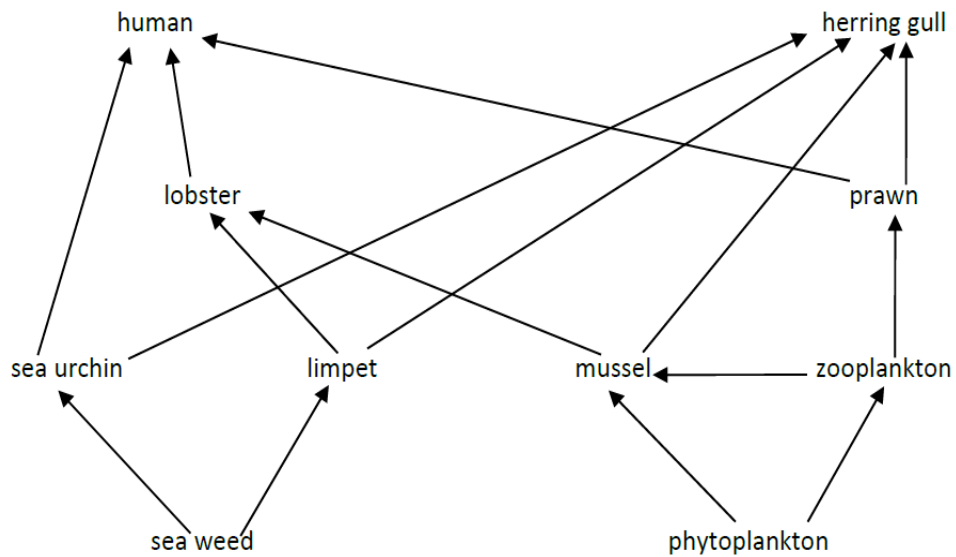 human
herring gull
lobster
prawn
sea urchin
limpet
mussel
zooplankton
sea weed
phytoplankton